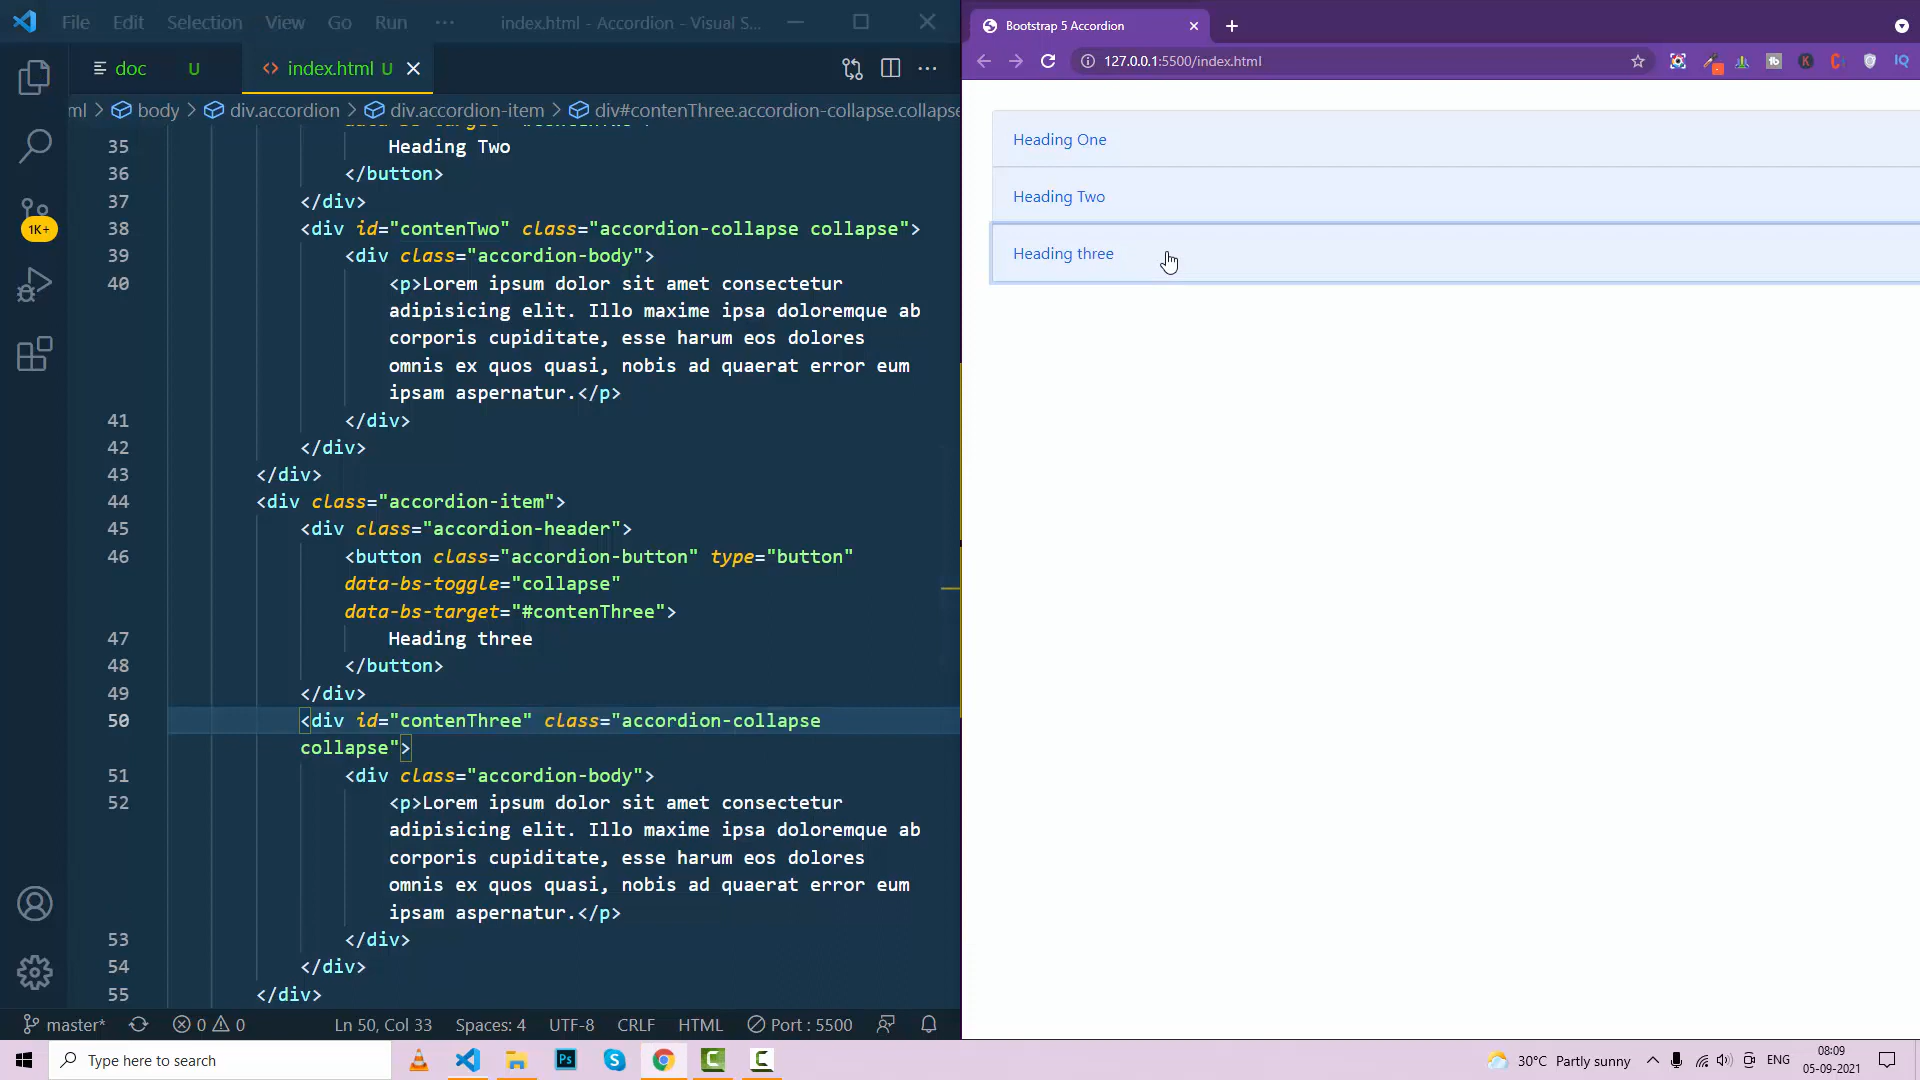 File Edit Selection View Go Run ··· index.html - Accordion - Visual S...
doc U index.html U
ml > body > div.accordion > div.accordion-item > div#contenThree.accordion-collapse.collapse
35 Heading Two
36 </button>
37 </div>
38 <div id="contenTwo" class="accordion-collapse collapse">
39 <div class="accordion-body">
40 <p>Lorem ipsum dolor sit amet consectetur
adipisicing elit. Illo maxime ipsa doloremque ab
corporis cupiditate, esse harum eos dolores
omnis ex quos quasi, nobis ad quaerat error eum
ipsam aspernatur.</p>
41 </div>
42 </div>
43 </div>
44 <div class="accordion-item">
45 <div class="accordion-header">
46 <button class="accordion-button" type="button"
data-bs-toggle="collapse"
data-bs-target="#contenThree">
47 Heading three
48 </button>
49 </div>
50 <div id="contenThree" class="accordion-collapse
collapse">
51 <div class="accordion-body">
52 <p>Lorem ipsum dolor sit amet consectetur
adipisicing elit. Illo maxime ipsa doloremque ab
corporis cupiditate, esse harum eos dolores
omnis ex quos quasi, nobis ad quaerat error eum
ipsam aspernatur.</p>
53 </div>
54 </div>
55 </div>
1K+
master* 0 0 Ln 50, Col 33 Spaces: 4 UTF-8 CRLF HTML Port : 5500
Bootstrap 5 Accordion
127.0.0.1:5500/index.html
Heading One
Heading Two
Heading three
Type here to search
Ps
30°C Partly sunny ENG
08:09
05-09-2021